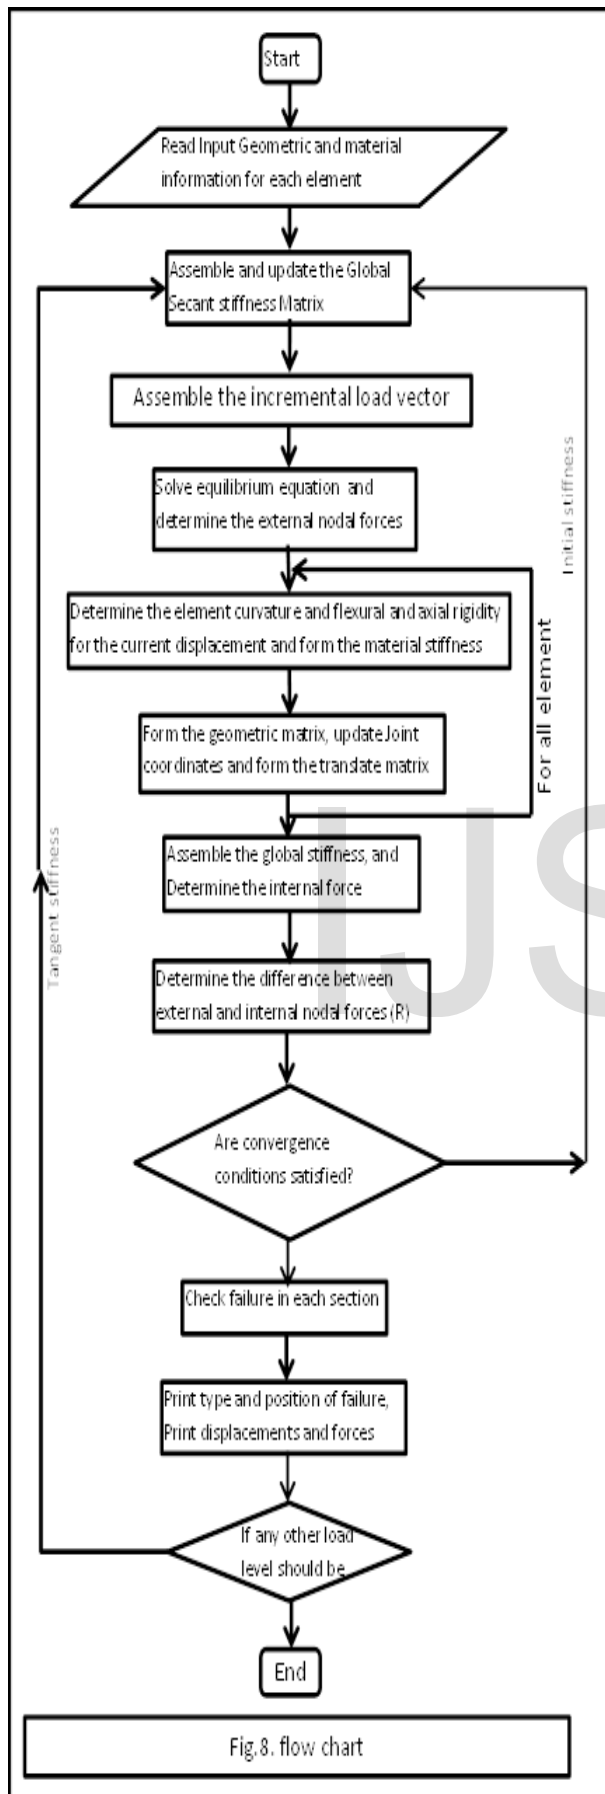 Start
Read Input Geometric and material
information for each element
Assemble and update the Global
Secant stiffness Matrix
Assemble the incremental load vector
Solve equilibrium equation and
determine the external nodal forces
Determine the element curvature and flexural and axial rigidity
for the current displacement and form the material stiffness
Form the geometric matrix, update Joint
coordinates and form the translate matrix
Assemble the global stiffness, and
Determine the internal force
Determine the difference between
external and internal nodal forces (R)
Are convergence
conditions satisfied?
Check failure in each section
Print type and position of failure,
Print displacements and forces
If any other load
level should be
End
Tangent stiffness
For all element
Initial stiffness
IJS
Fig.8. flow chart